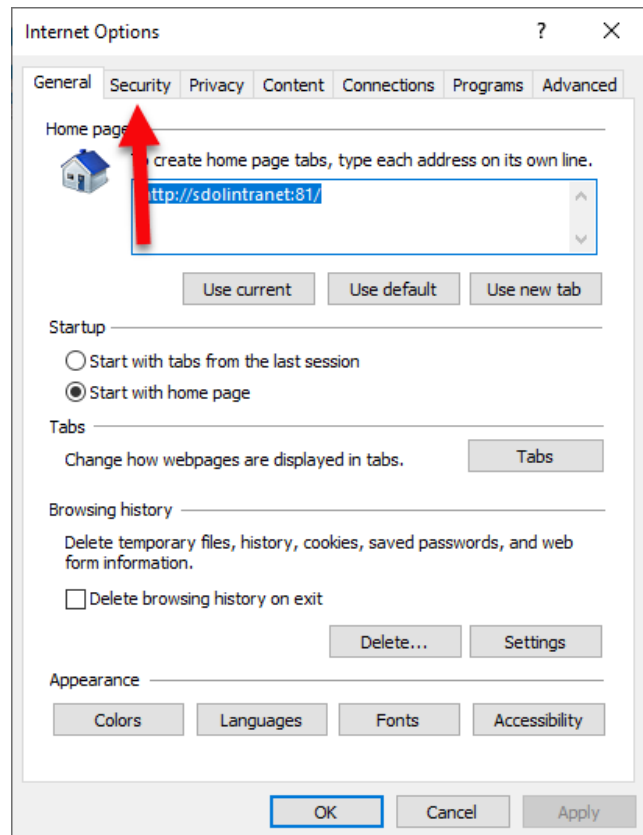 Internet Options ?
General Security Privacy Content Connections Programs Advanced
Home page
To create home page tabs, type each address on its own line.
http://sdolintranet:81/
Use current Use default Use new tab
Startup
Start with tabs from the last session
Start with home page
Tabs
Change how webpages are displayed in tabs. Tabs
Browsing history
Delete temporary files, history, cookies, saved passwords, and web
form information.
Delete browsing history on exit
Delete... Settings
Appearance
Colors Languages Fonts Accessibility
OK Cancel Apply